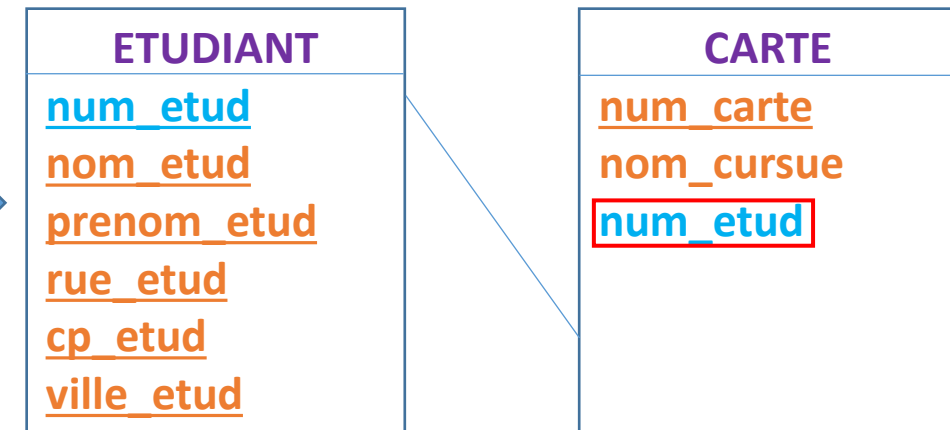 ETUDIANT
num_etud
nom_etud
prenom_etud
rue_etud
cp_etud
ville_etud
CARTE
num_carte
nom_cursue
num_etud